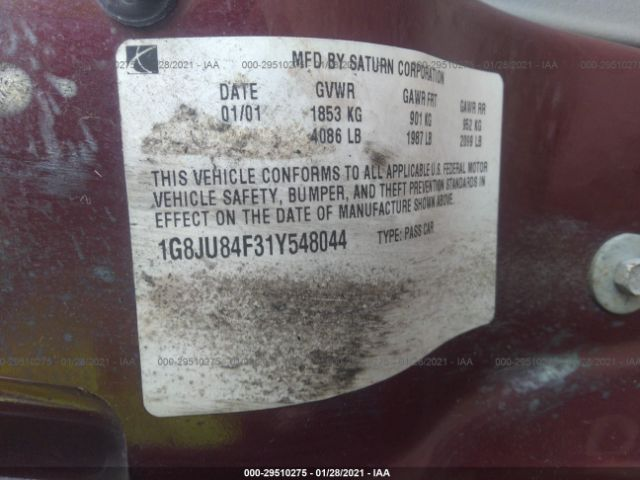 MFD BY SATURN CORPORATION
DATE GVWR GAWR FRT GAWR RR
01/01 1853 KG 901 KG 952 KG
4086 LB 1987 LB 2099 LB
THIS VEHICLE CONFORMS TO ALL APPLICABLE U.S. FEDERAL MOTOR
VEHICLE SAFETY, BUMPER, AND THEFT PREVENTION STANDARDS IN
EFFECT ON THE DATE OF MANUFACTURE SHOWN ABOVE.
1G8JU84F31Y548044 TYPE: PASS CAR
000-29510275 - 01/28/2021 - IAA